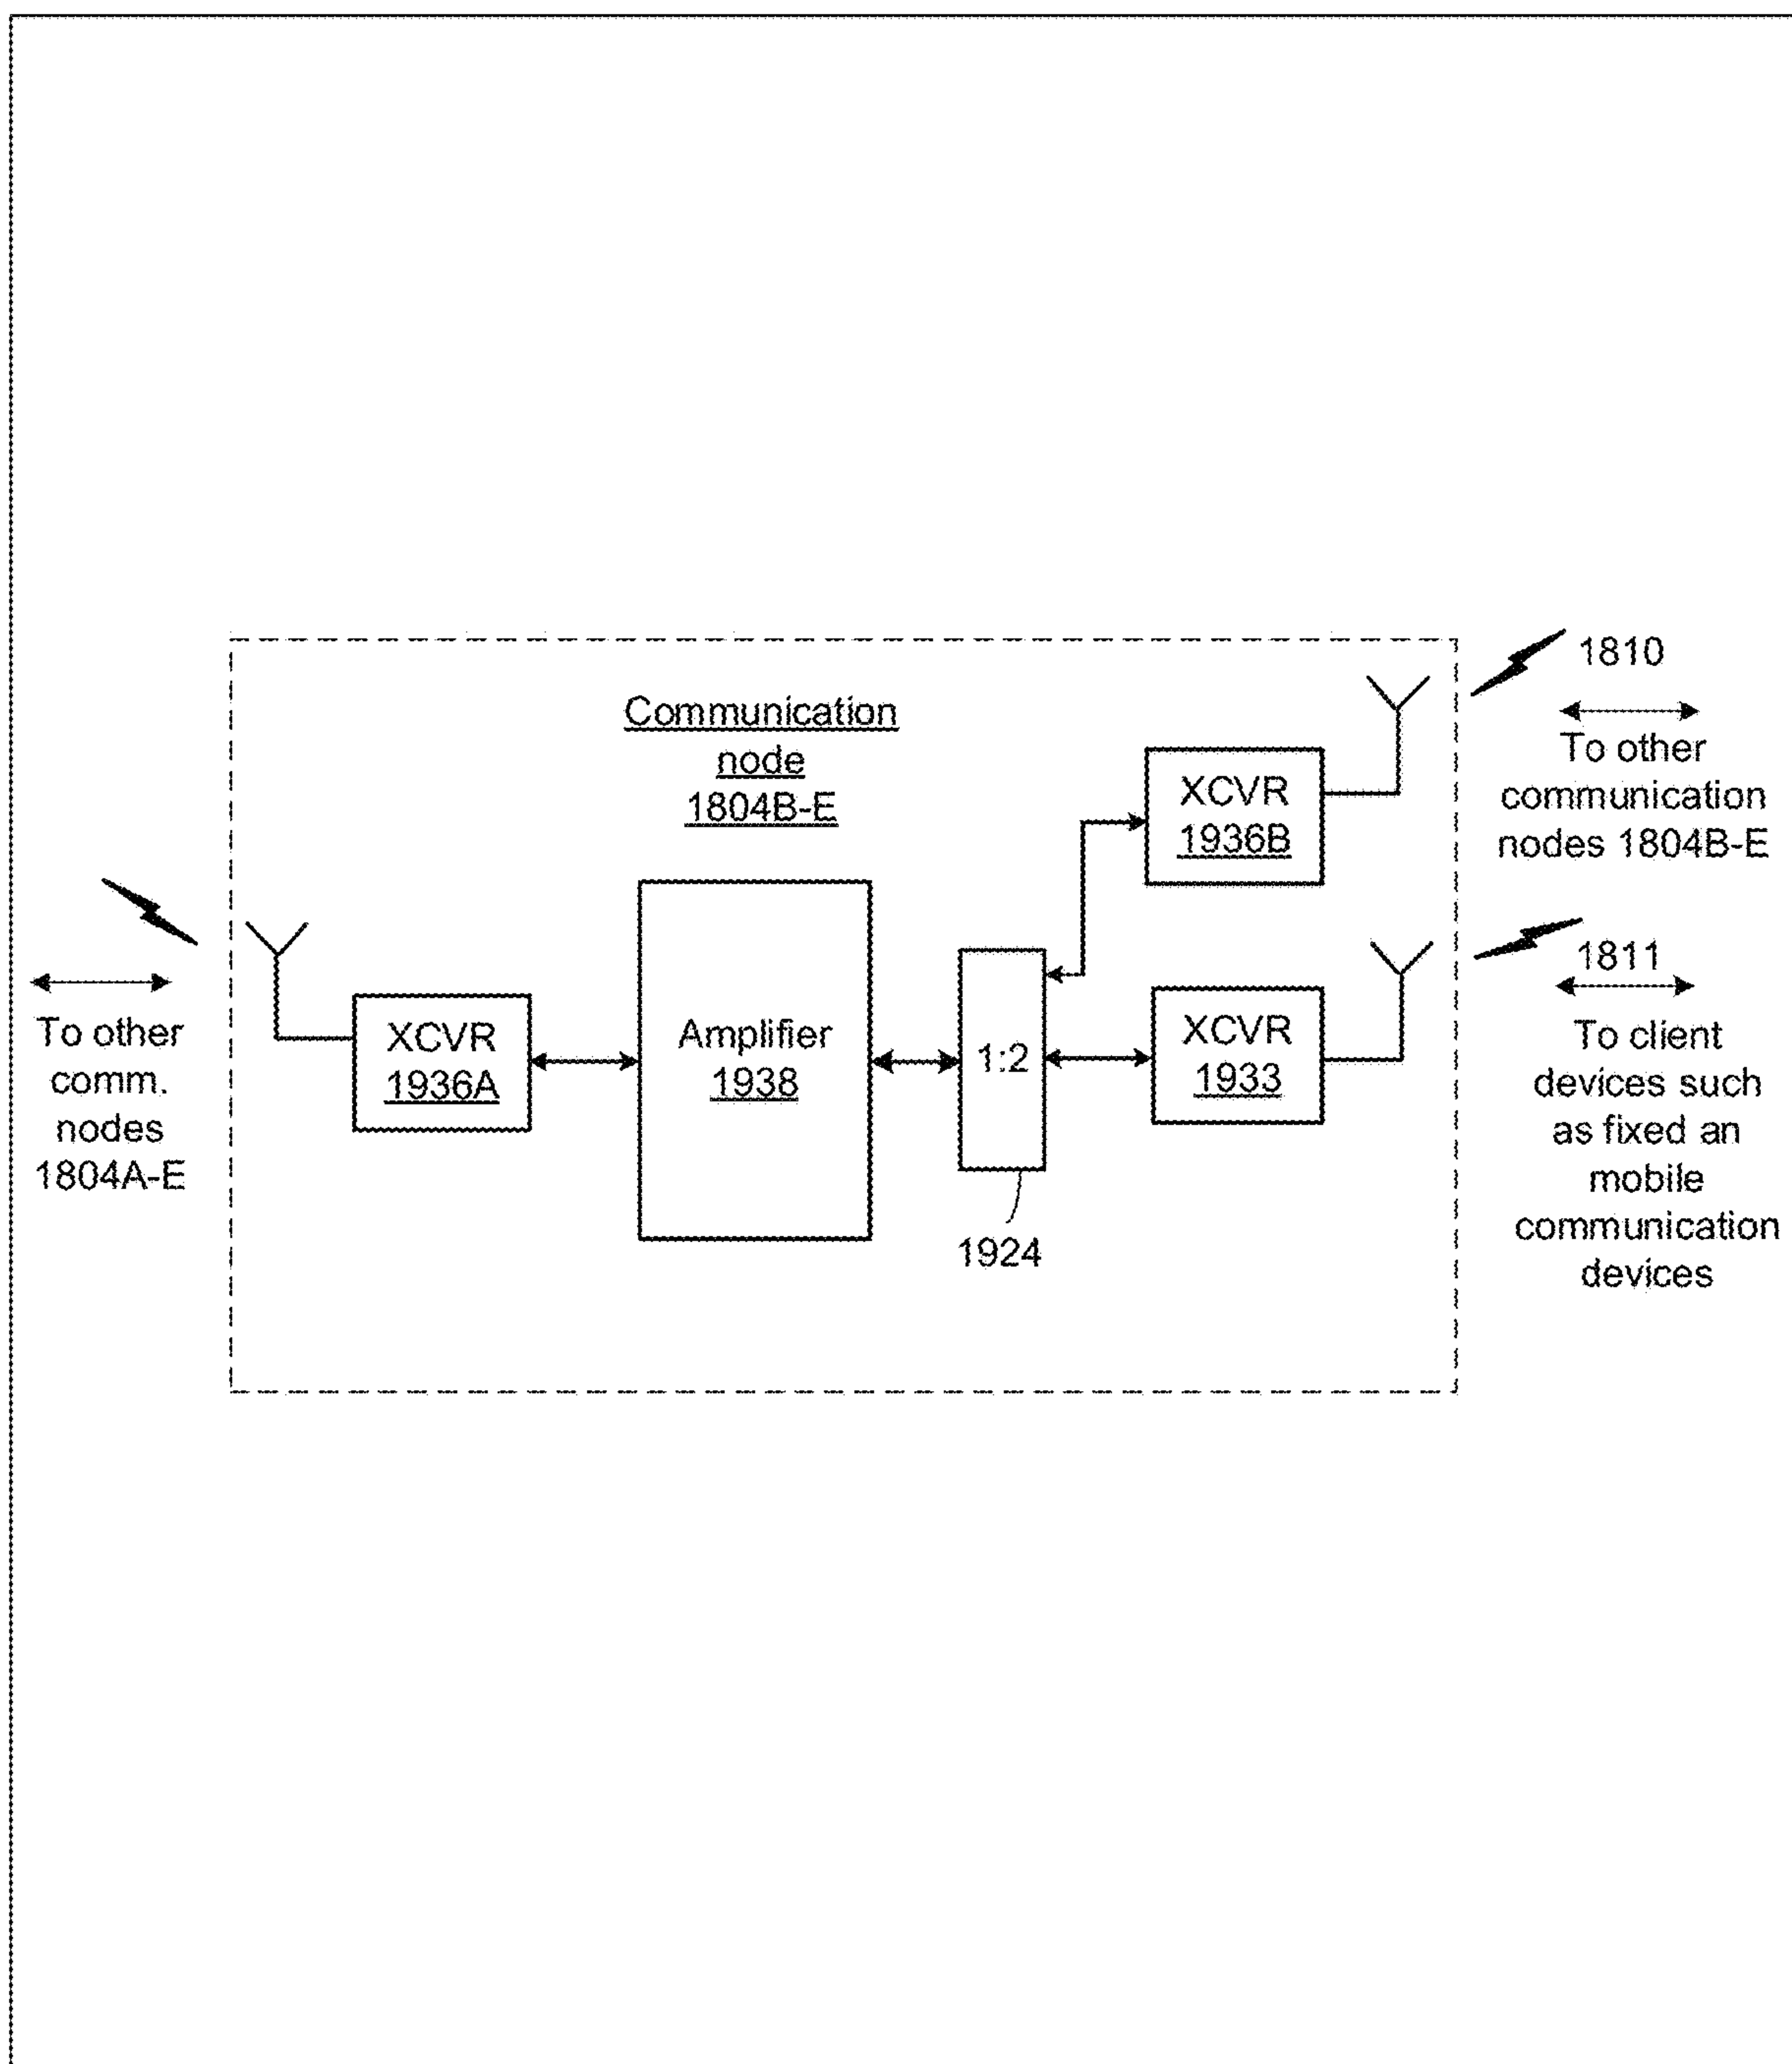 Communication
node
1804B-E
To other
comm.
nodes
1804A-E
XCVR
1936A
Amplifier
1938
1:2
1924
XCVR
1936B
XCVR
1933
1810
To other
communication
nodes 1804B-E
1811
To client
devices such
as fixed an
mobile
communication
devices